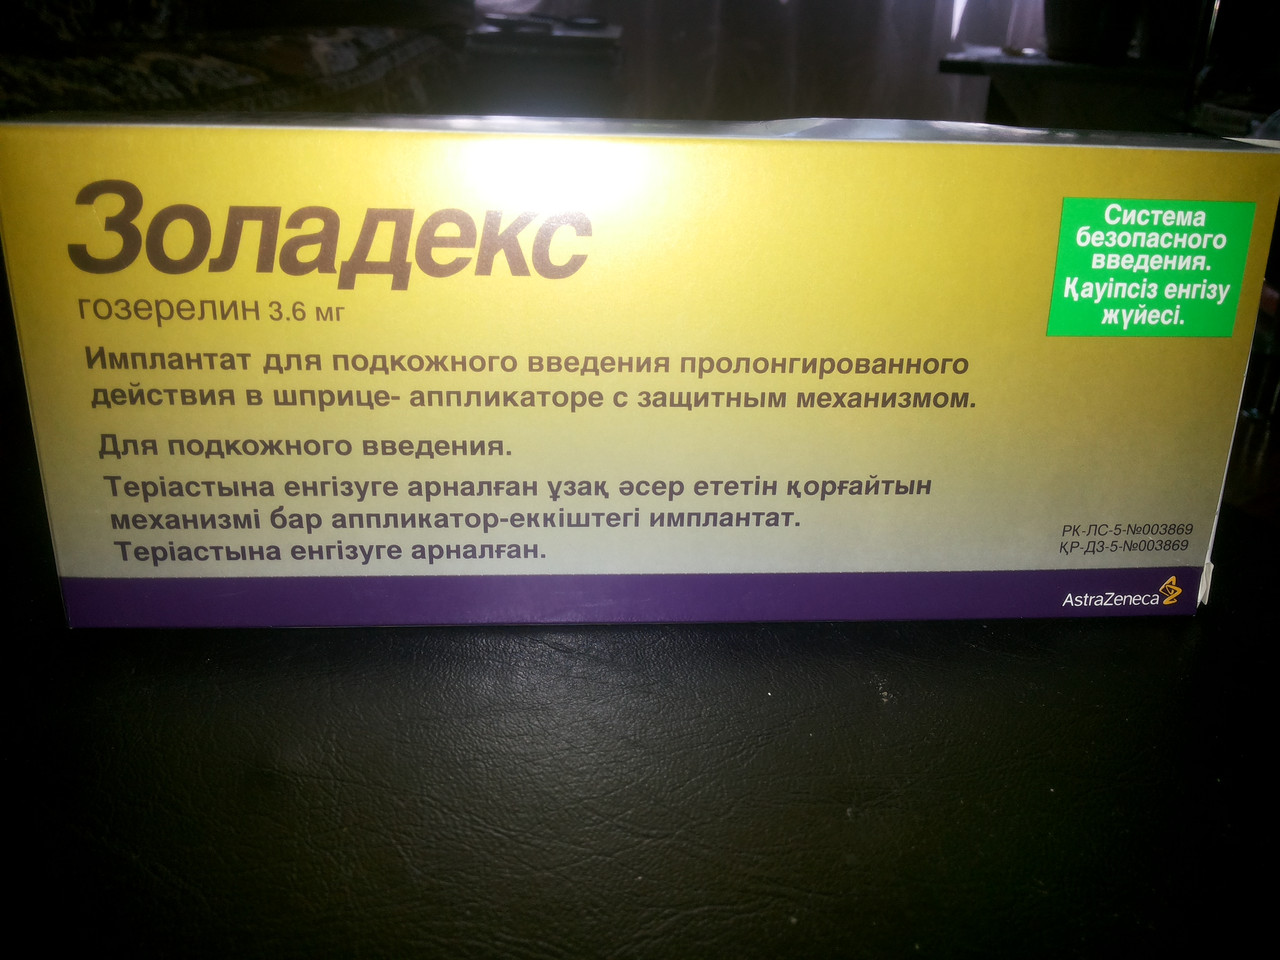 Золадекс
гозерелин 3.6 мг
Имплантат для подкожного введения пролонгированного
действия в шприце- аппликаторе с защитным механизмом.
Для подкожного введения.
Теріастына енгізуге арналған ұзақ әсер ететін қорғайтын
механизмі бар аппликатор-еккіштегі имплантат.
Теріастына енгізуге арналған.
Система
безопасного
введения.
Қауіпсіз енгізу
жүйесі.
РК-ЛС-5-№003869
ҚР-ДЗ-5-№003869
AstraZeneca